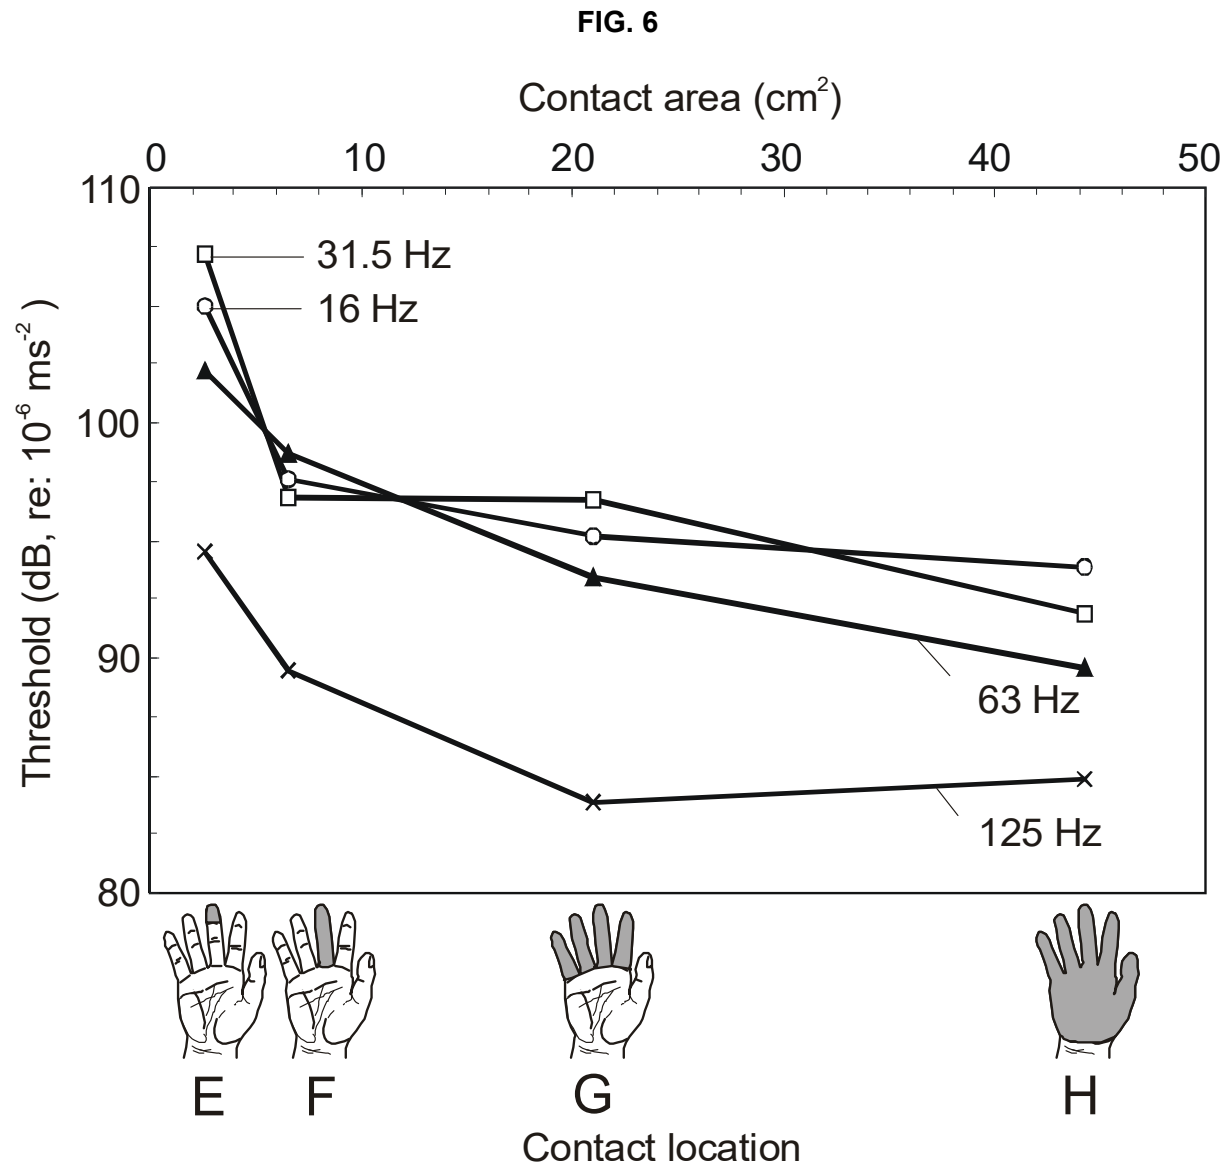 FIG. 6
Contact area (cm²)
0 10 20 30 40 50
110
31.5 Hz
16 Hz
100
90
63 Hz
125 Hz
80
Threshold (dB, re: 10⁻⁶ ms⁻² )
E F G H
Contact location